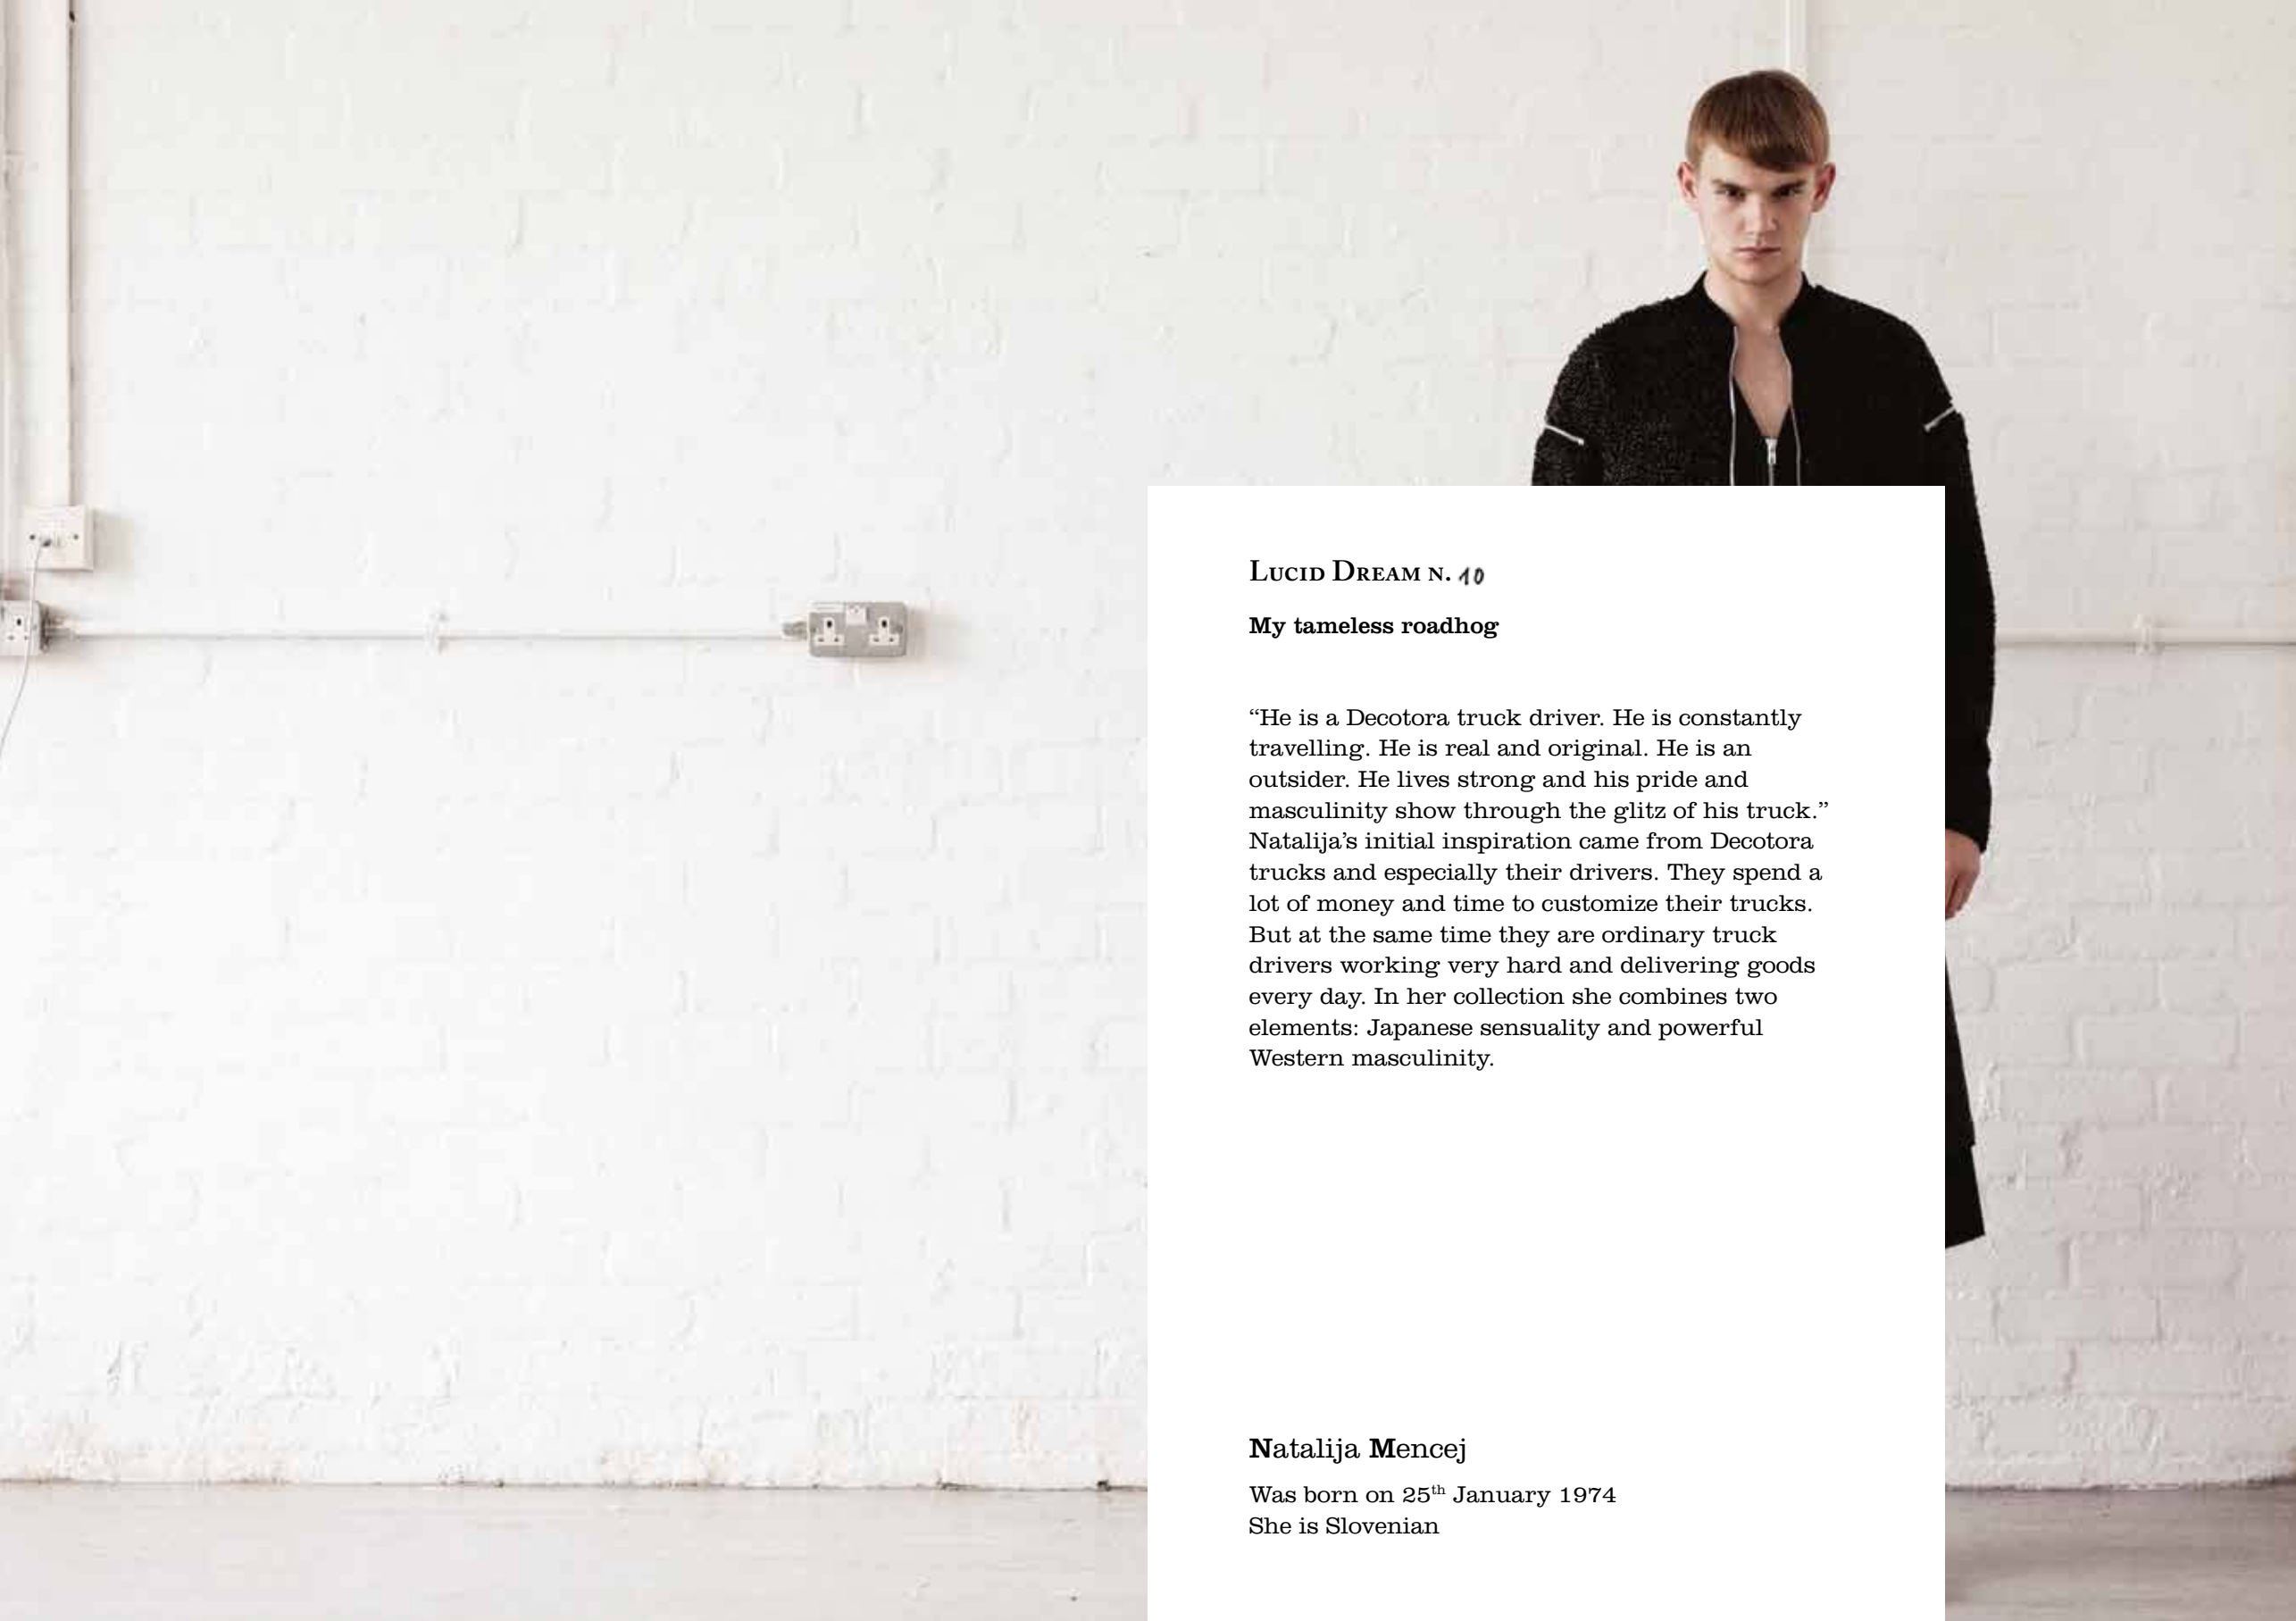 Lucid Dream n. 10
My tameless roadhog
“He is a Decotora truck driver. He is constantly
travelling. He is real and original. He is an
outsider. He lives strong and his pride and
masculinity show through the glitz of his truck.”
Natalija’s initial inspiration came from Decotora
trucks and especially their drivers. They spend a
lot of money and time to customize their trucks.
But at the same time they are ordinary truck
drivers working very hard and delivering goods
every day. In her collection she combines two
elements: Japanese sensuality and powerful
Western masculinity.
Natalija Mencej
Was born on 25th January 1974
She is Slovenian